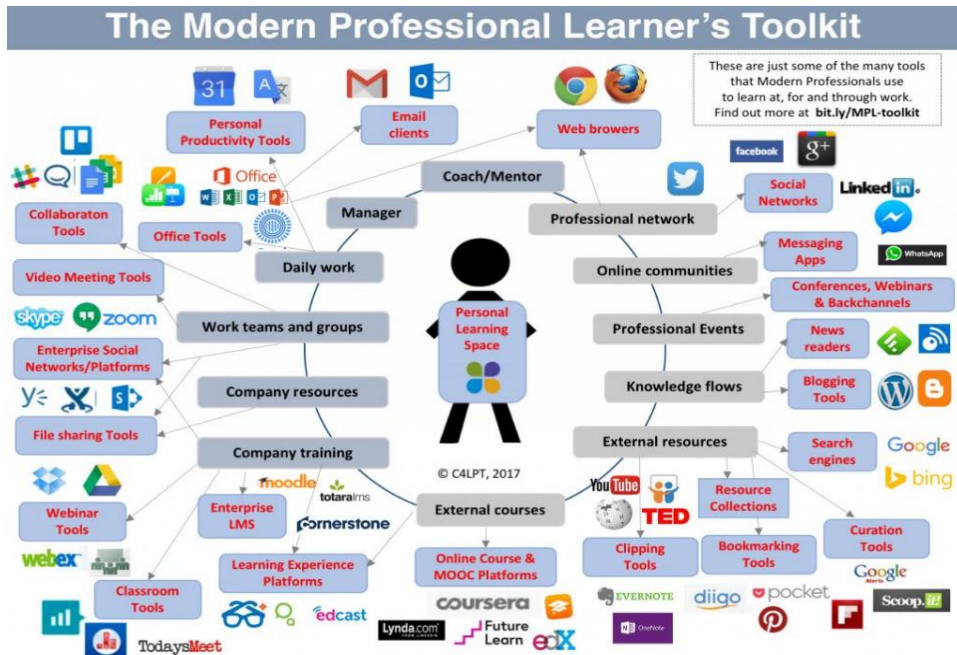 The Modern Professional Learner's Toolkit
These are just some of the many tools
that Modern Professionals use
to learn at, for and through work.
Find out more at bit.ly/MPL-toolkit
31
A
Personal
Productivity Tools
Email
clients
Web browers
facebook
g+
Social
Networks
Linked in
Office
Coach/Mentor
Manager
Professional network
Collaboraton
Tools
Office Tools
Daily work
Online communities
Messaging
Apps
WhatsApp
Video Meeting Tools
Conferences, Webinars
& Backchannels
skype
zoom
Work teams and groups
Personal
Learning
Space
Professional Events
News
readers
Enterprise Social
Networks/Platforms
Company resources
Knowledge flows
Blogging
Tools
File sharing Tools
Company training
External resources
Search
engines
Google
bing
© C4LPT, 2017
moodle
totaralms
cornerstone
Webinar
Tools
Enterprise
LMS
External courses
YouTube
TED
Resource
Collections
Curation
Tools
webex
Learning Experience
Platforms
Online Course &
MOOC Platforms
Clipping
Tools
Bookmarking
Tools
Google
Alerts
Classroom
Tools
edcast
coursera
EVERNOTE
diigo
pocket
Scoop.it!
Lynda.com
Future
Learn
edX
OneNote
TodaysMeet